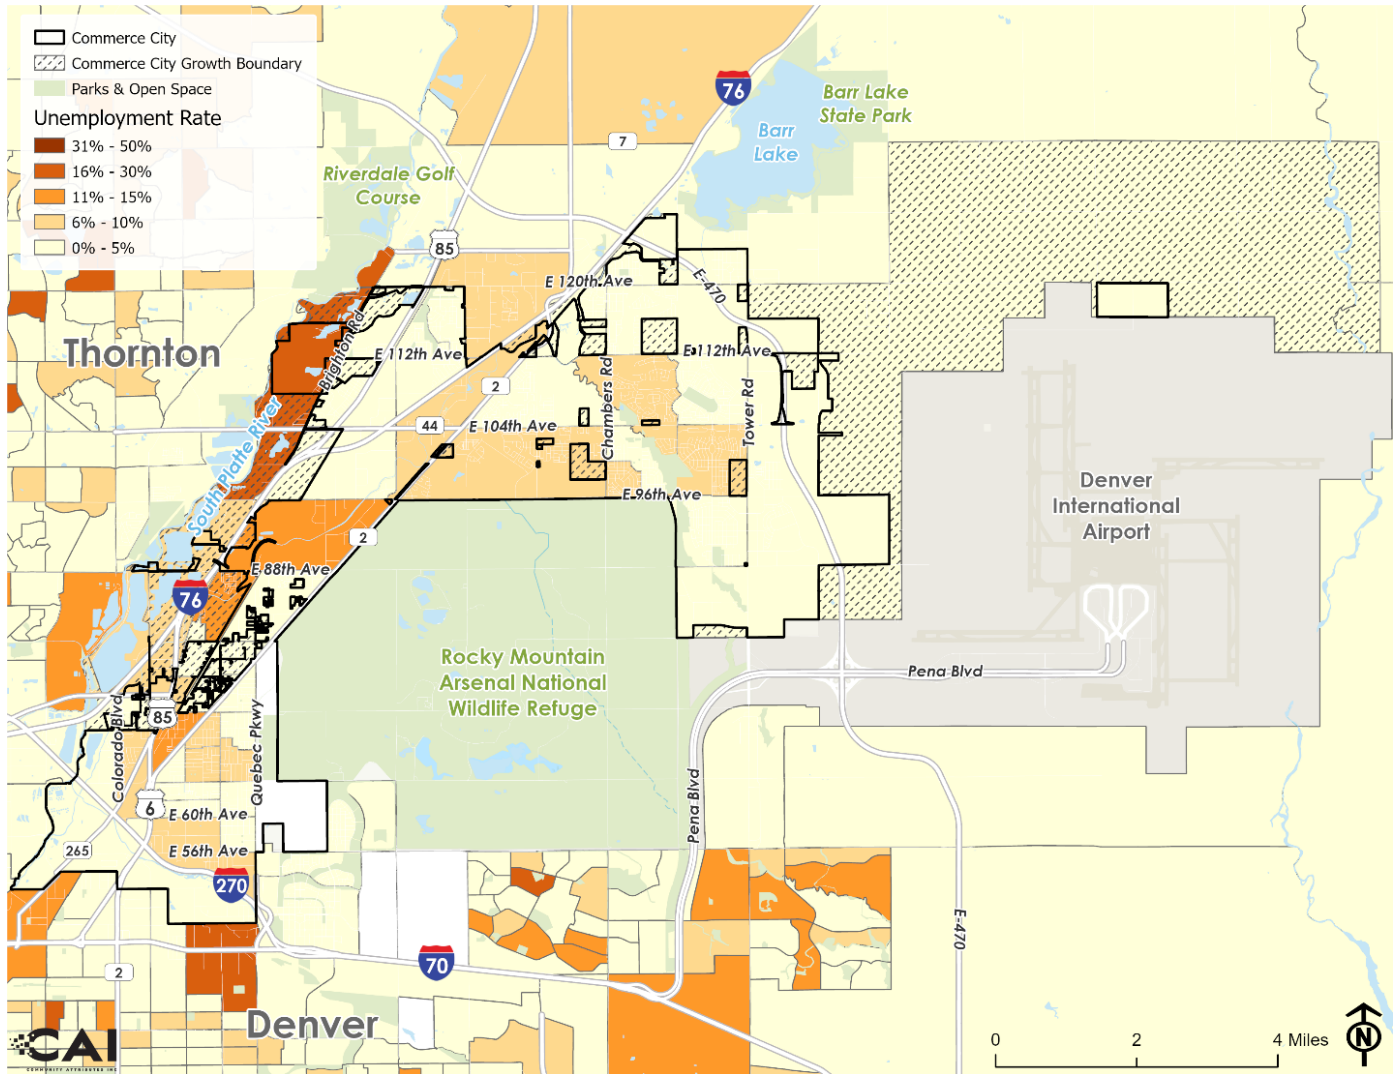 Commerce City
Commerce City Growth Boundary
Parks & Open Space
Unemployment Rate
31% - 50%
16% - 30%
11% - 15%
6% - 10%
0% - 5%
76
Barr Lake
State Park
Barr
Lake
7
Riverdale Golf
Course
85
E 120th Ave
E-470
Thornton
Brighton Rd
E 112th Ave
E 112th Ave
2
Chambers Rd
Tower Rd
44
E 104th Ave
South Platte River
E 96th Ave
Denver
International
Airport
2
E 88th Ave
76
Rocky Mountain
Arsenal National
Wildlife Refuge
Pena Blvd
Colorado Blvd
85
Quebec Pkwy
Pena Blvd
6
E 60th Ave
265
E 56th Ave
270
E-470
70
2
Denver
CAI
COMMUNITY ATTRIBUTES INC
0 2 4 Miles
N